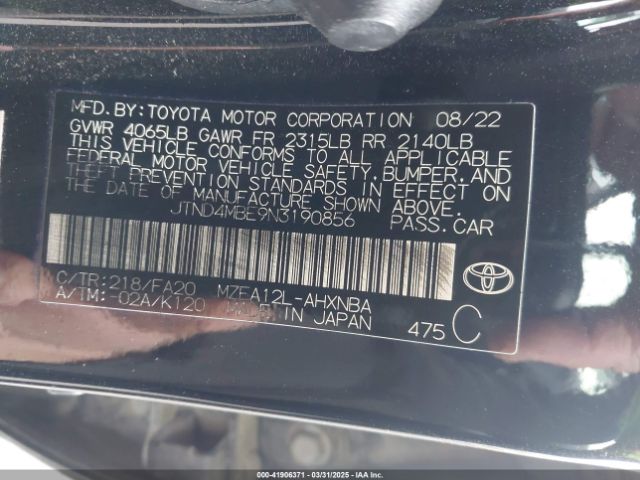 MFD. BY: TOYOTA MOTOR CORPORATION 08/22
GVWR 4065LB GAWR FR 2315LB RR 2140LB
THIS VEHICLE CONFORMS TO ALL APPLICABLE
FEDERAL MOTOR VEHICLE SAFETY, BUMPER, AND
THEFT PREVENTION STANDARDS IN EFFECT ON
THE DATE OF MANUFACTURE SHOWN ABOVE.
JTND4MBE9N3190856 PASS. CAR
C/TR: 218/FA20 MZEA12L-AHXNBA
A/TM: -02A/K120 MADE IN JAPAN
475 C
000-41906371 - 03/31/2025 - IAAInc.